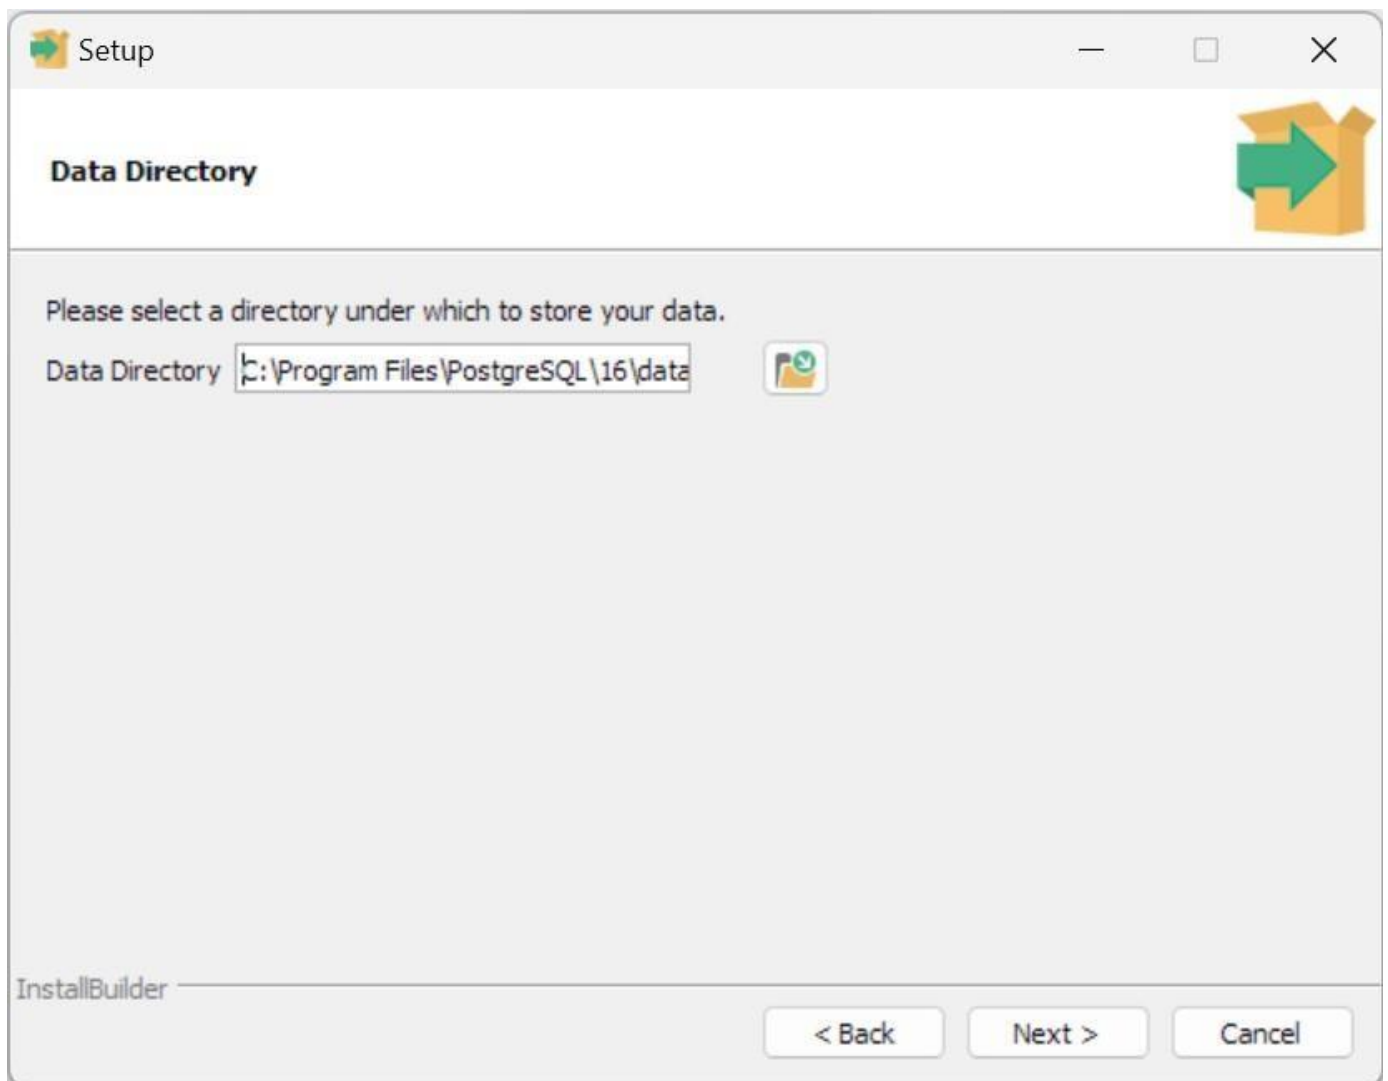 Setup
Data Directory
Please select a directory under which to store your data.
Data Directory C:\Program Files\PostgreSQL\16\data
InstallBuilder
< Back Next > Cancel